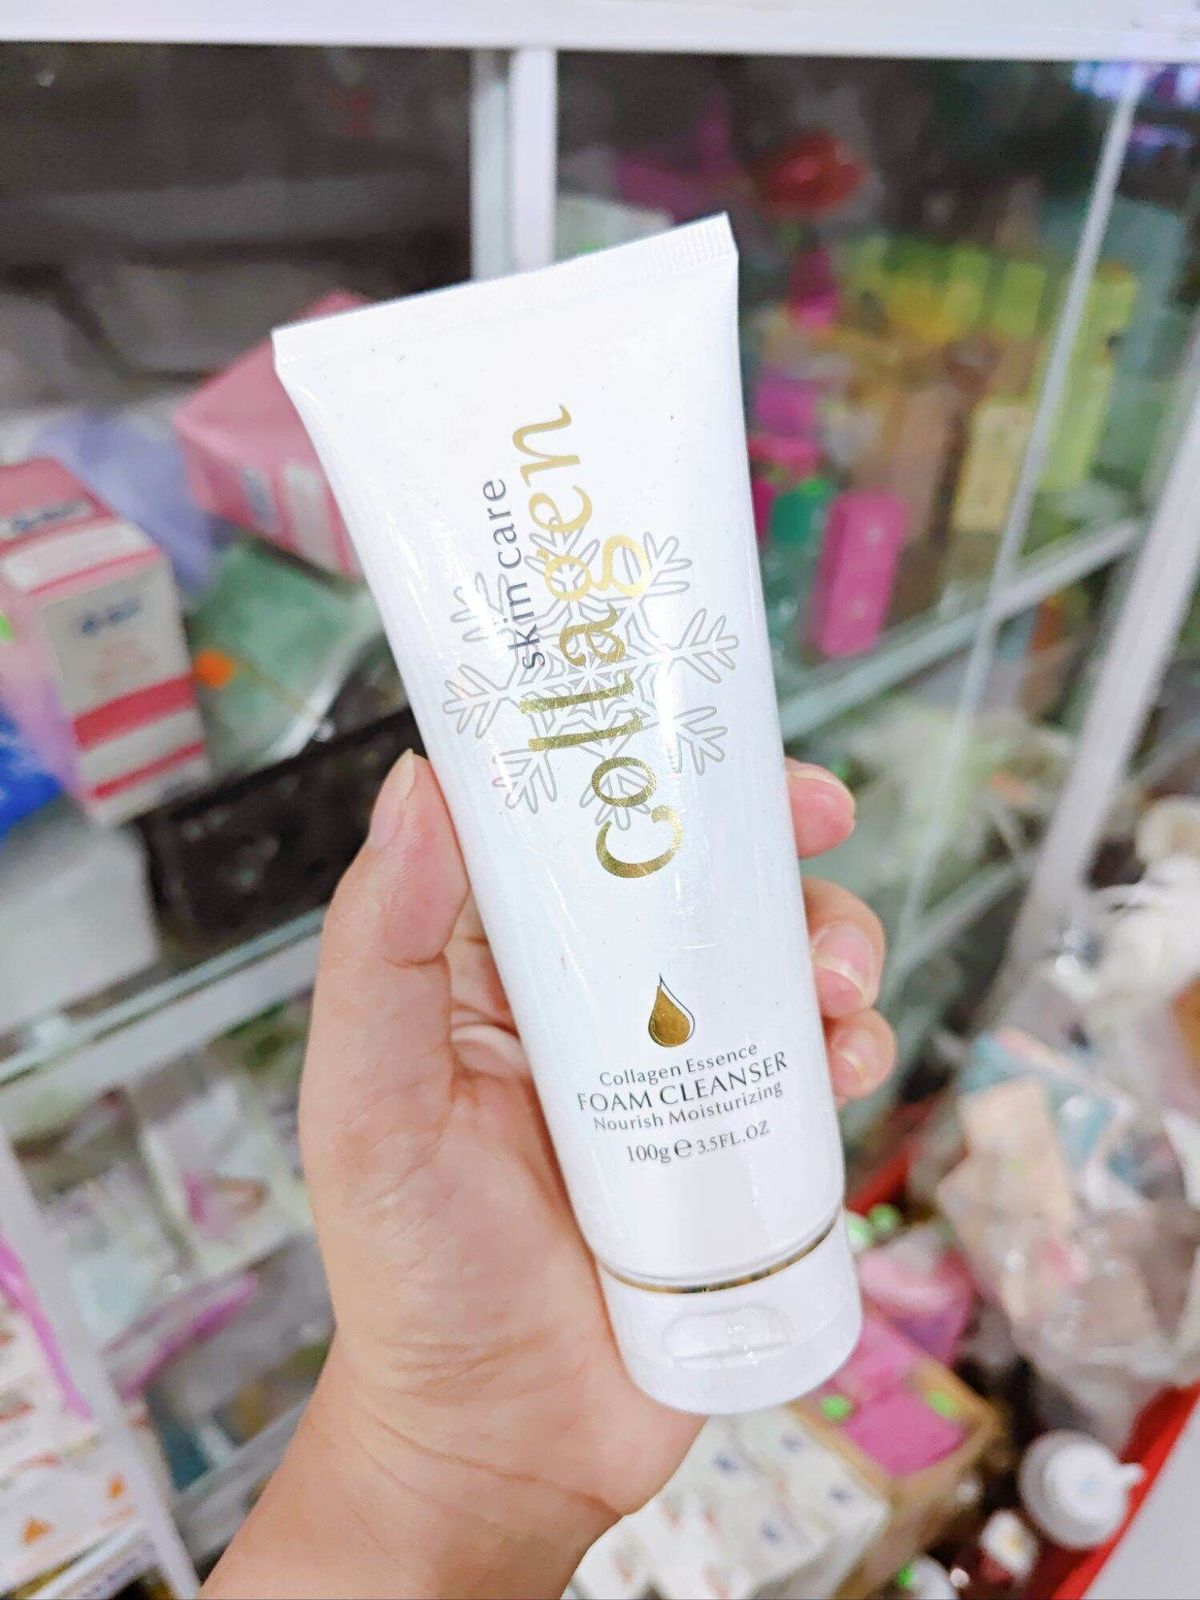 skin care
Collagen
Collagen Essence
FOAM CLEANSER
Nourish Moisturizing
100g ℮ 3.5FL.OZ